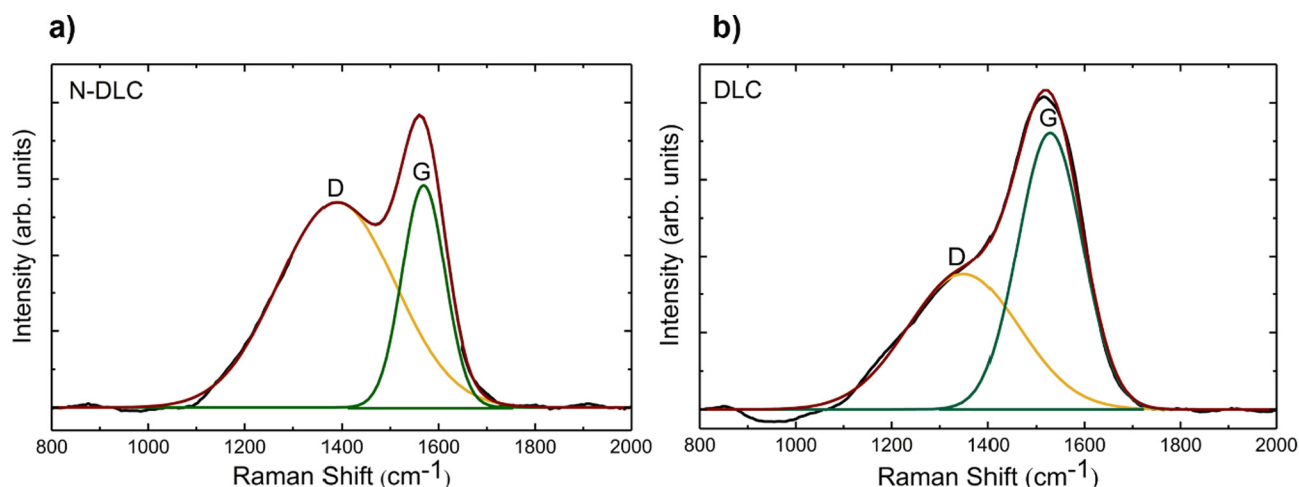 a)
N-DLC
D
G
Intensity (arb. units)
800 1000 1200 1400 1600 1800 2000
Raman Shift (cm⁻¹)
b)
DLC
G
D
Intensity (arb. units)
800 1000 1200 1400 1600 1800 2000
Raman Shift (cm⁻¹)